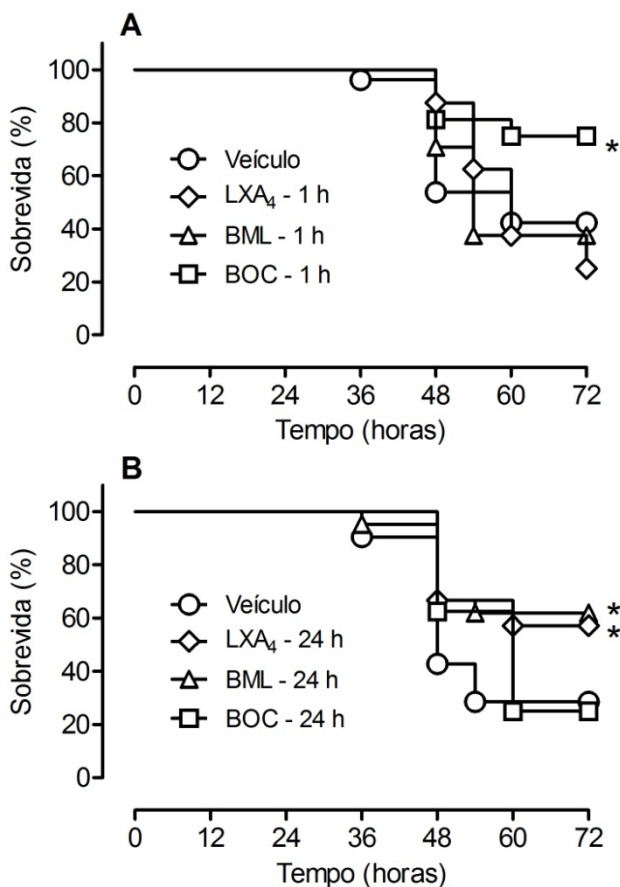 A
100
80
60
40
20
0
Sobrevida (%)
Veículo
LXA₄ - 1 h
BML - 1 h
BOC - 1 h
*
0 12 24 36 48 60 72
Tempo (horas)
B
100
80
60
40
20
0
Sobrevida (%)
Veículo
LXA₄ - 24 h
BML - 24 h
BOC - 24 h
*
*
0 12 24 36 48 60 72
Tempo (horas)